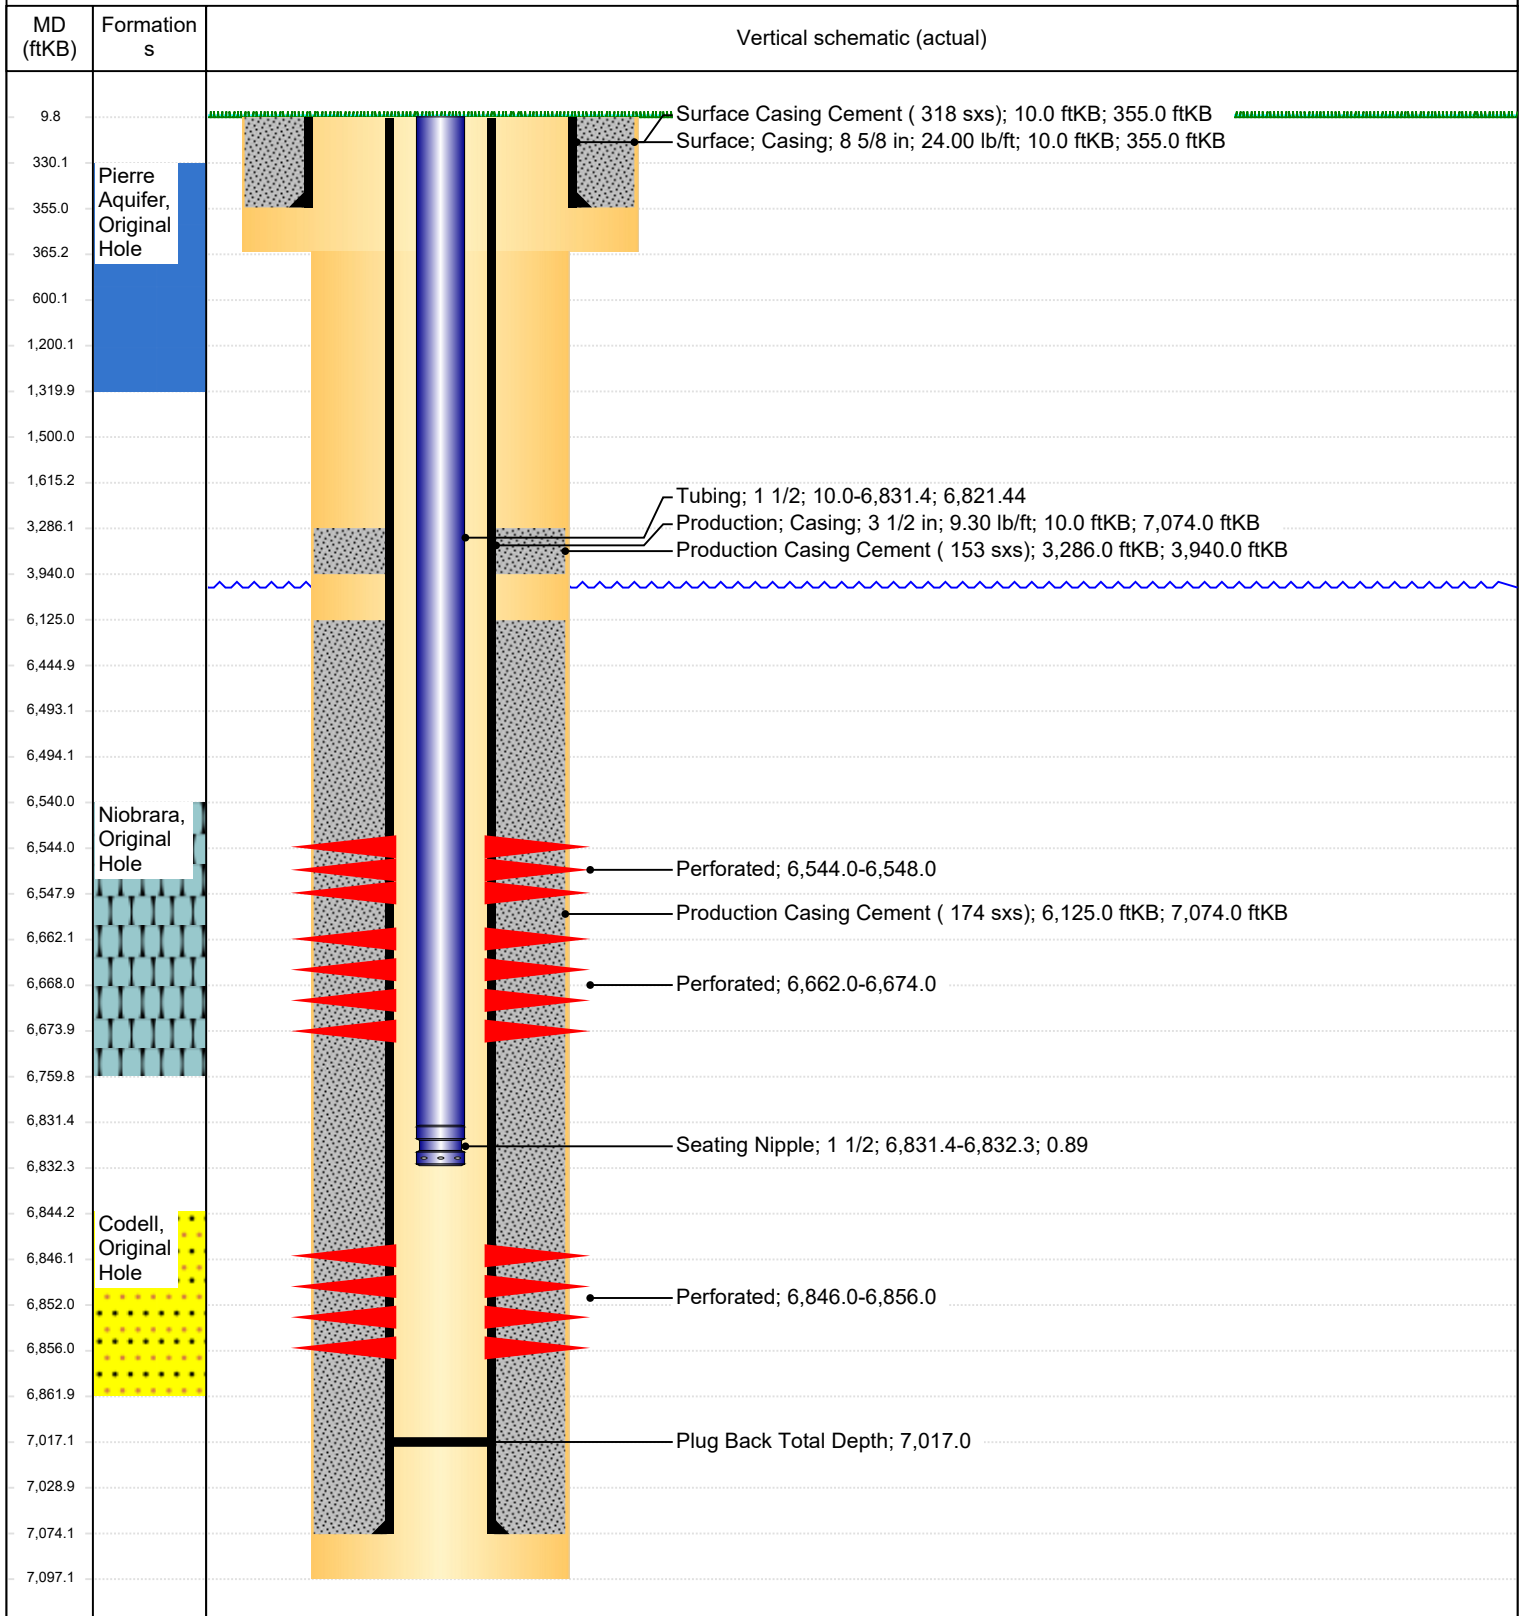 MD
(ftKB)
Formation
s
Vertical schematic (actual)
9.8
330.1
355.0
365.2
600.1
1,200.1
1,319.9
1,500.0
1,615.2
3,286.1
3,940.0
6,125.0
6,444.9
6,493.1
6,494.1
6,540.0
6,544.0
6,547.9
6,662.1
6,668.0
6,673.9
6,759.8
6,831.4
6,832.3
6,844.2
6,846.1
6,852.0
6,856.0
6,861.9
7,017.1
7,028.9
7,074.1
7,097.1
Pierre
Aquifer,
Original
Hole
Niobrara,
Original
Hole
Codell,
Original
Hole
Surface Casing Cement ( 318 sxs); 10.0 ftKB; 355.0 ftKB
Surface; Casing; 8 5/8 in; 24.00 lb/ft; 10.0 ftKB; 355.0 ftKB
Tubing; 1 1/2; 10.0-6,831.4; 6,821.44
Production; Casing; 3 1/2 in; 9.30 lb/ft; 10.0 ftKB; 7,074.0 ftKB
Production Casing Cement ( 153 sxs); 3,286.0 ftKB; 3,940.0 ftKB
Perforated; 6,544.0-6,548.0
Production Casing Cement ( 174 sxs); 6,125.0 ftKB; 7,074.0 ftKB
Perforated; 6,662.0-6,674.0
Seating Nipple; 1 1/2; 6,831.4-6,832.3; 0.89
Perforated; 6,846.0-6,856.0
Plug Back Total Depth; 7,017.0